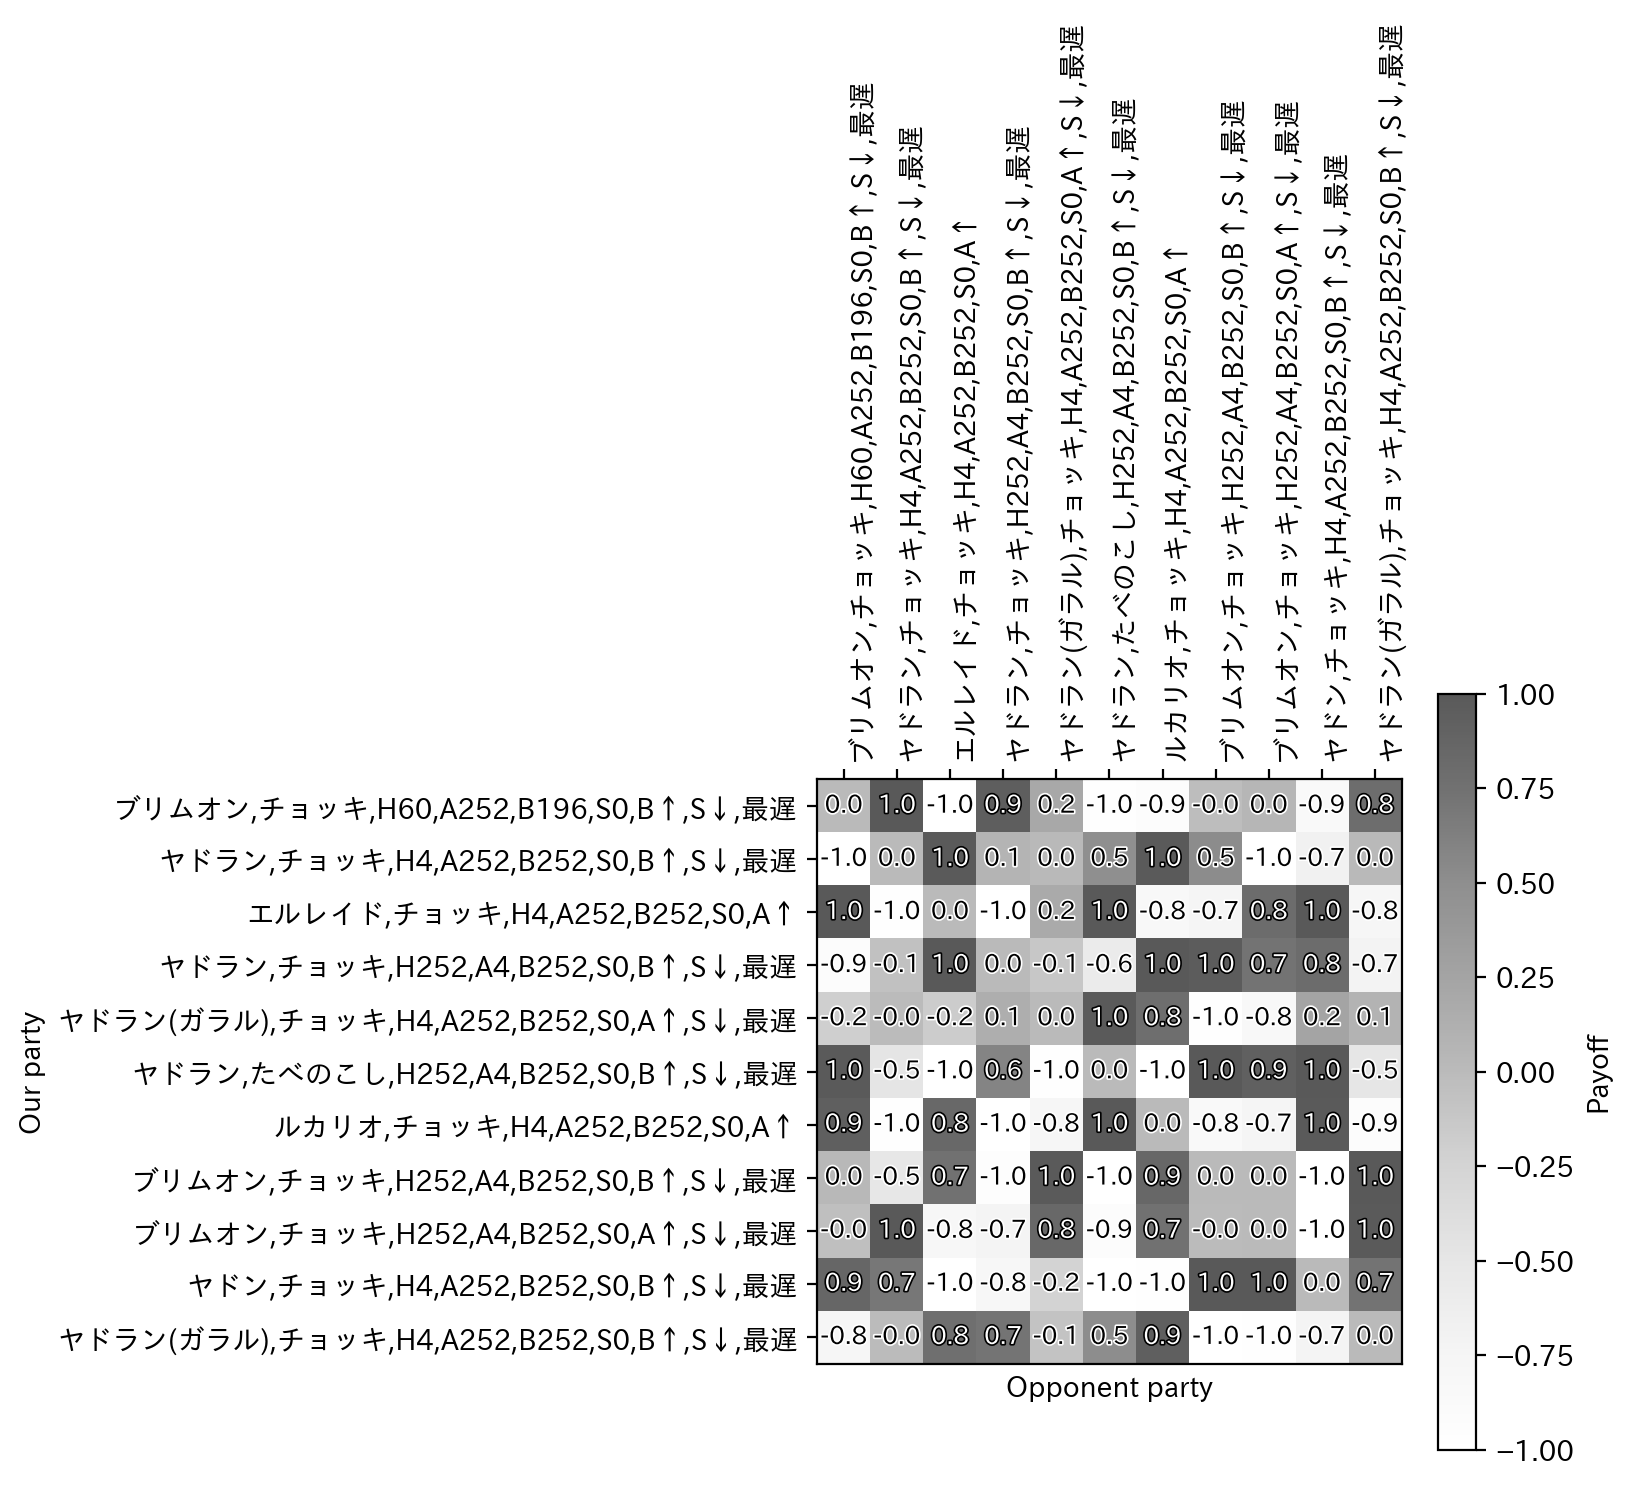 ブリムオン,チョッキ,H60,A252,B196,S0,B↑,S↓,最遅
ヤドラン,チョッキ,H4,A252,B252,S0,B↑,S↓,最遅
エルレイド,チョッキ,H4,A252,B252,S0,A↑
ヤドラン,チョッキ,H252,A4,B252,S0,B↑,S↓,最遅
ヤドラン(ガラル),チョッキ,H4,A252,B252,S0,A↑,S↓,最遅
ヤドラン,たべのこし,H252,A4,B252,S0,B↑,S↓,最遅
ルカリオ,チョッキ,H4,A252,B252,S0,A↑
ブリムオン,チョッキ,H252,A4,B252,S0,B↑,S↓,最遅
ブリムオン,チョッキ,H252,A4,B252,S0,A↑,S↓,最遅
ヤドン,チョッキ,H4,A252,B252,S0,B↑,S↓,最遅
ヤドラン(ガラル),チョッキ,H4,A252,B252,S0,B↑,S↓,最遅
Our party
ブリムオン,チョッキ,H60,A252,B196,S0,B↑,S↓,最遅 0.0 1.0 -1.0 0.9 0.2 -1.0 -0.9 -0.0 0.0 -0.9 0.8
ヤドラン,チョッキ,H4,A252,B252,S0,B↑,S↓,最遅 -1.0 0.0 1.0 0.1 0.0 0.5 1.0 0.5 -1.0 -0.7 0.0
エルレイド,チョッキ,H4,A252,B252,S0,A↑ 1.0 -1.0 0.0 -1.0 0.2 1.0 -0.8 -0.7 0.8 1.0 -0.8
ヤドラン,チョッキ,H252,A4,B252,S0,B↑,S↓,最遅 -0.9 -0.1 1.0 0.0 -0.1 -0.6 1.0 1.0 0.7 0.8 -0.7
ヤドラン(ガラル),チョッキ,H4,A252,B252,S0,A↑,S↓,最遅 -0.2 -0.0 -0.2 0.1 0.0 1.0 0.8 -1.0 -0.8 0.2 0.1
ヤドラン,たべのこし,H252,A4,B252,S0,B↑,S↓,最遅 1.0 -0.5 -1.0 0.6 -1.0 0.0 -1.0 1.0 0.9 1.0 -0.5
ルカリオ,チョッキ,H4,A252,B252,S0,A↑ 0.9 -1.0 0.8 -1.0 -0.8 1.0 0.0 -0.8 -0.7 1.0 -0.9
ブリムオン,チョッキ,H252,A4,B252,S0,B↑,S↓,最遅 0.0 -0.5 0.7 -1.0 1.0 -1.0 0.9 0.0 0.0 -1.0 1.0
ブリムオン,チョッキ,H252,A4,B252,S0,A↑,S↓,最遅 -0.0 1.0 -0.8 -0.7 0.8 -0.9 0.7 -0.0 0.0 -1.0 1.0
ヤドン,チョッキ,H4,A252,B252,S0,B↑,S↓,最遅 0.9 0.7 -1.0 -0.8 -0.2 -1.0 -1.0 1.0 1.0 0.0 0.7
ヤドラン(ガラル),チョッキ,H4,A252,B252,S0,B↑,S↓,最遅 -0.8 -0.0 0.8 0.7 -0.1 0.5 0.9 -1.0 -1.0 -0.7 0.0
Opponent party
1.00
0.75
0.50
0.25
0.00
−0.25
−0.50
−0.75
−1.00
Payoff